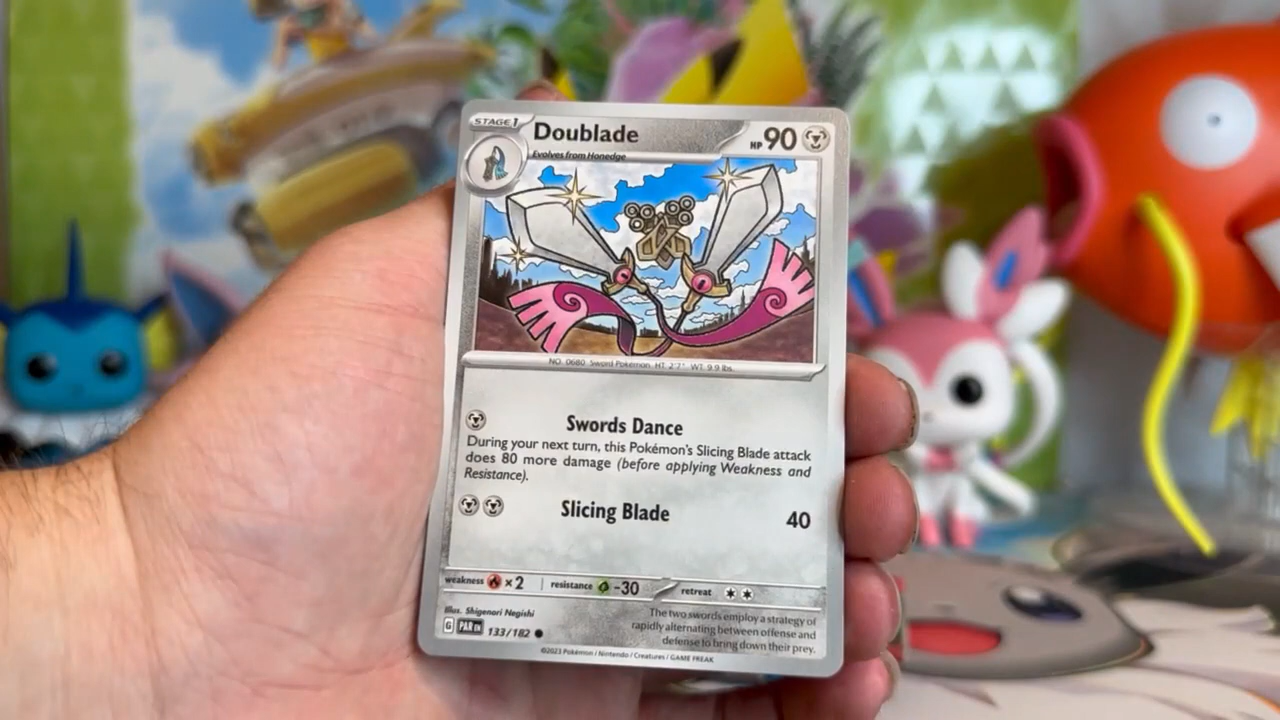 STAGE 1
Doublade
HP 90
Evolves from Honedge
NO. 0680 Sword Pokémon HT: 2'7" WT: 9.9 lbs.
Swords Dance
During your next turn, this Pokémon's Slicing Blade attack
does 80 more damage (before applying Weakness and
Resistance).
Slicing Blade 40
weakness ×2 resistance -30 retreat
Illus. Shigenori Negishi
G PAR EN 133/182
The two swords employ a strategy of
rapidly alternating between offense and
defense to bring down their prey.
©2023 Pokémon / Nintendo / Creatures / GAME FREAK